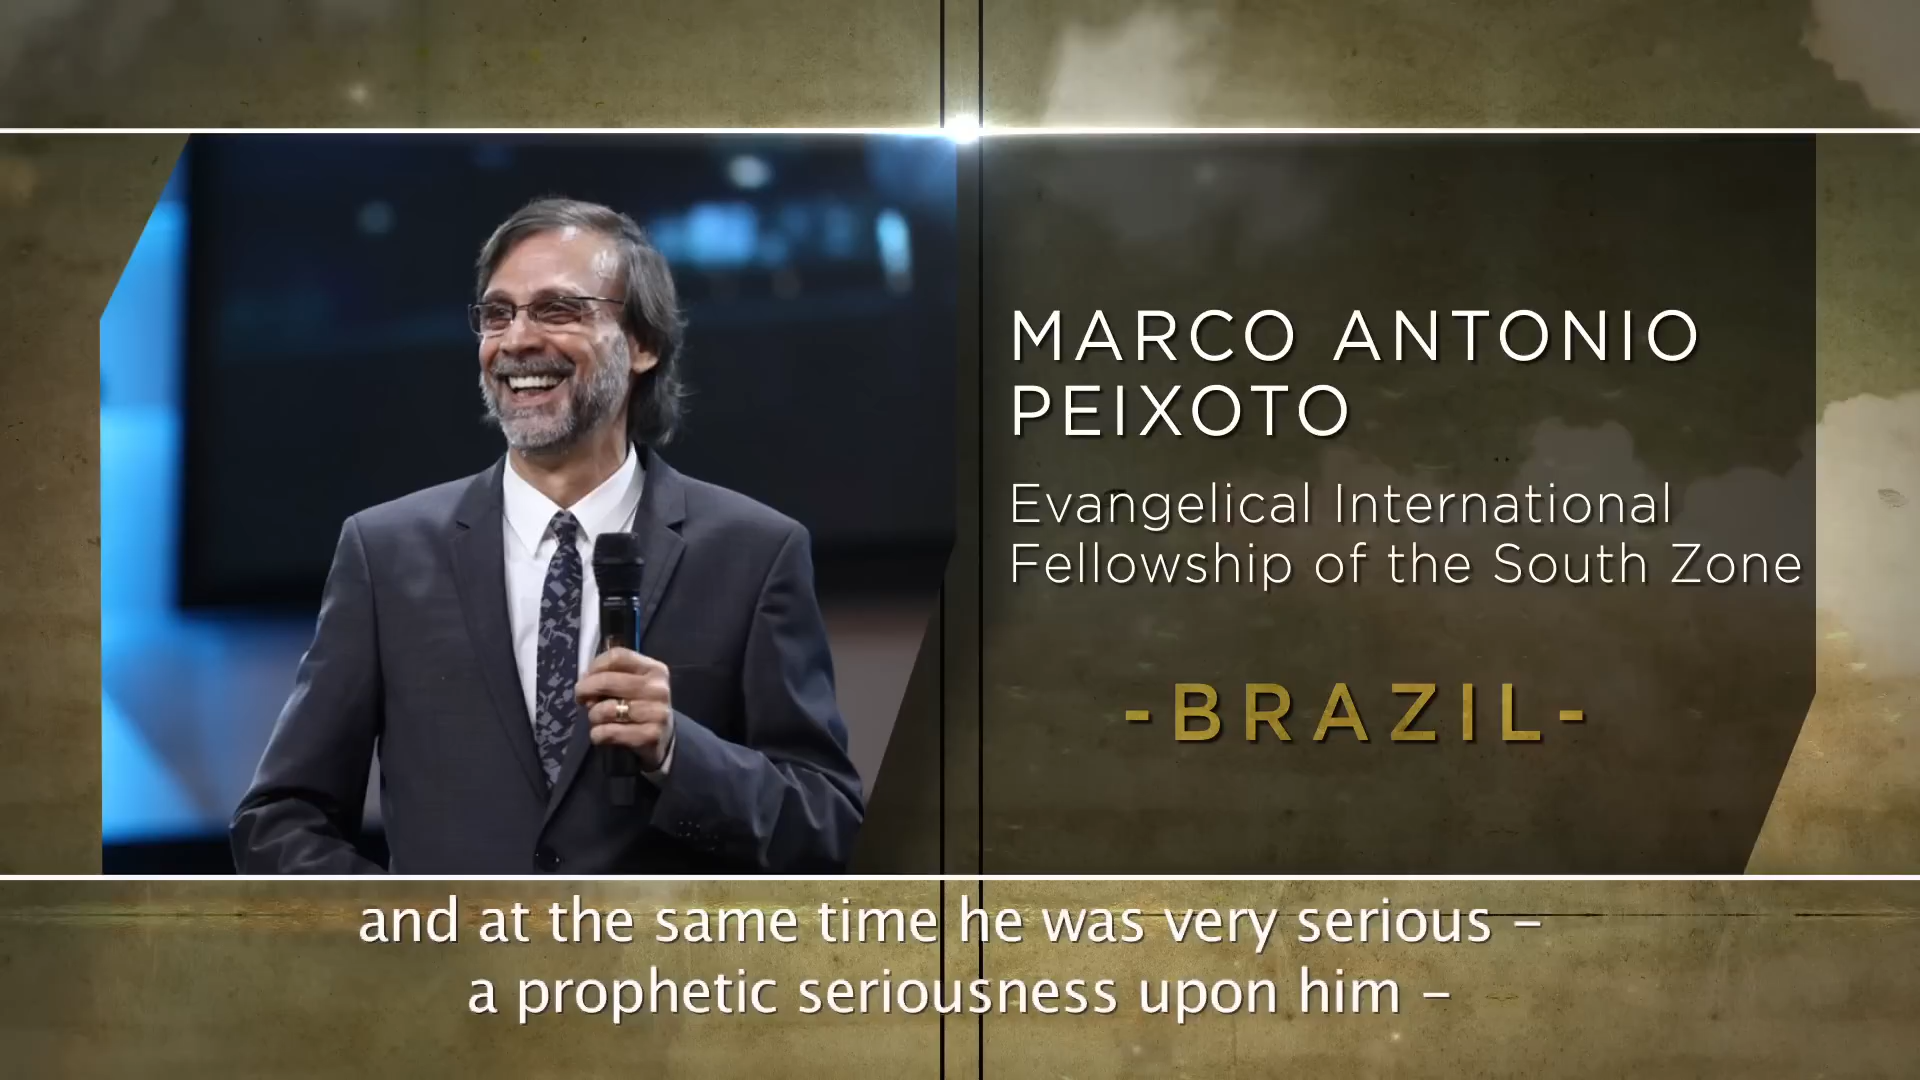 MARCO ANTONIO
PEIXOTO
Evangelical International
Fellowship of the South Zone
-BRAZIL-
and at the same time he was very serious –
a prophetic seriousness upon him –